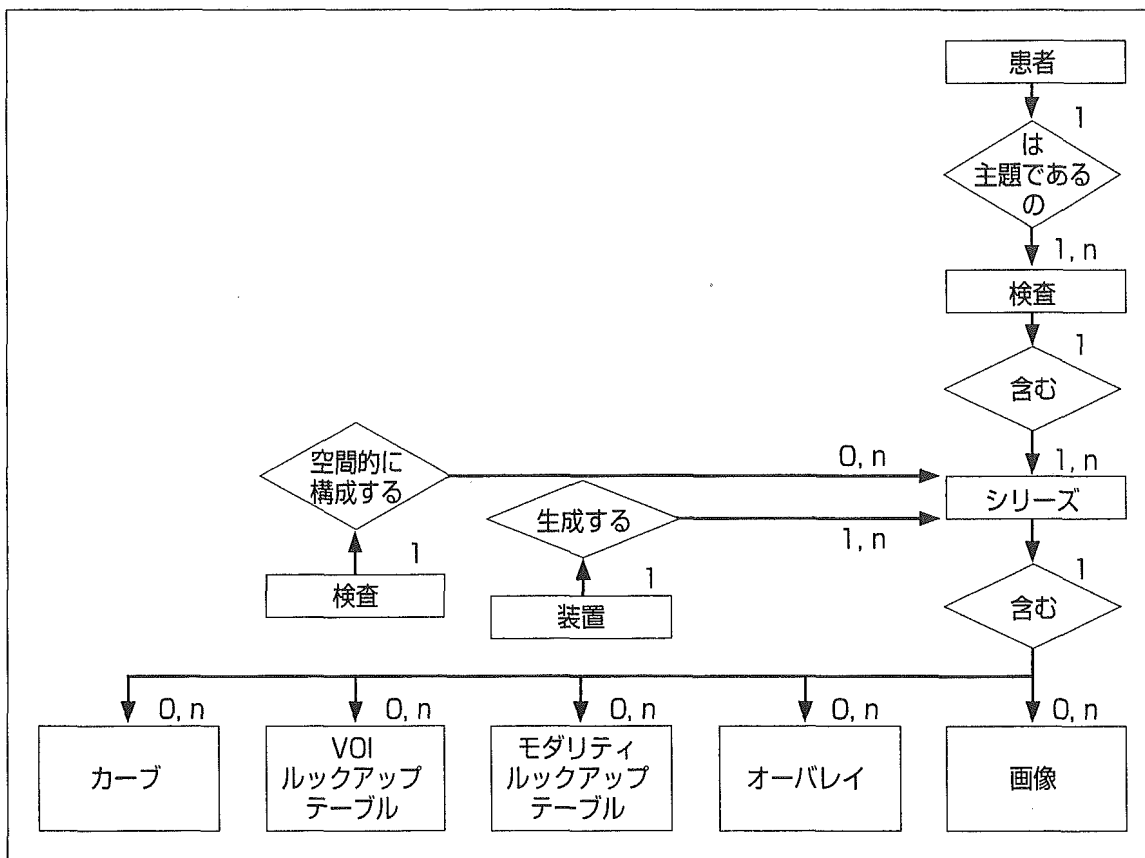 患者
1
は
主題である
の
1, n
検査
1
含む
1, n
空間的に
構成する
0, n
シリーズ
生成する
1, n
1
検査
1
装置
1
含む
0, n
0, n
0, n
0, n
0, n
カーブ
VOI
ルックアップ
テーブル
モダリティ
ルックアップ
テーブル
オーバレイ
画像